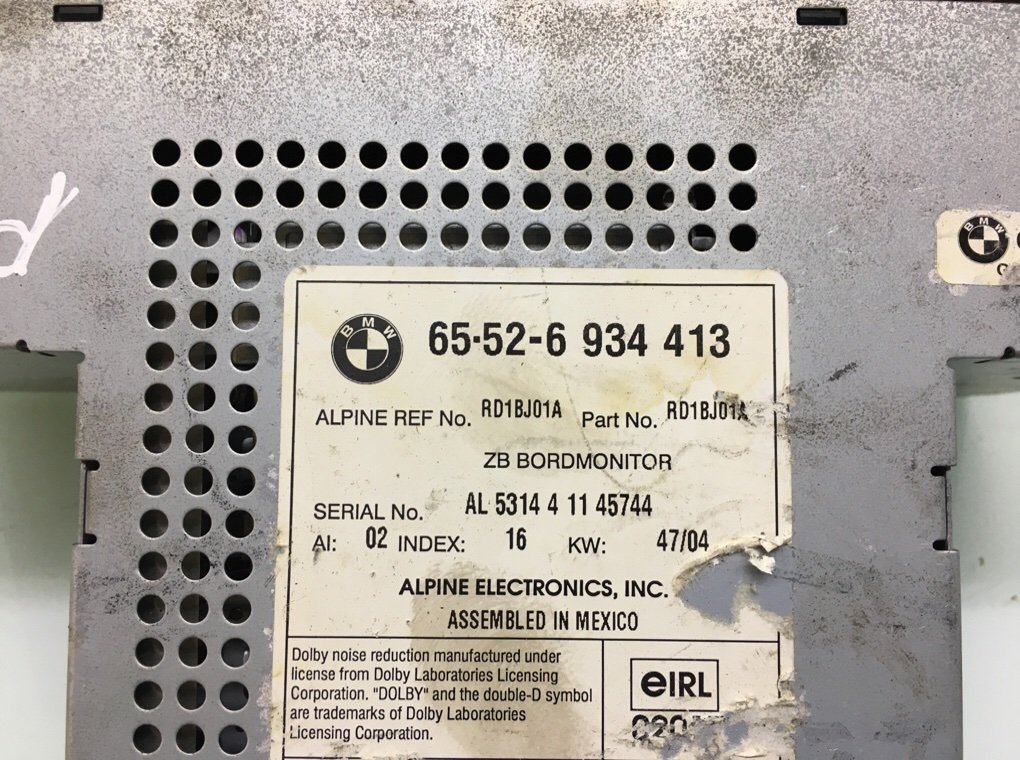 BMW
65·52-6 934 413
ALPINE REF No. RD1BJ01A Part No. RD1BJ01A
ZB BORDMONITOR
SERIAL No. AL 5314 4 11 45744
AI: 02 INDEX: 16 KW: 47/04
ALPINE ELECTRONICS, INC.
ASSEMBLED IN MEXICO
Dolby noise reduction manufactured under
license from Dolby Laboratories Licensing
Corporation. "DOLBY" and the double-D symbol
are trademarks of Dolby Laboratories
Licensing Corporation.
eIRL
BMW